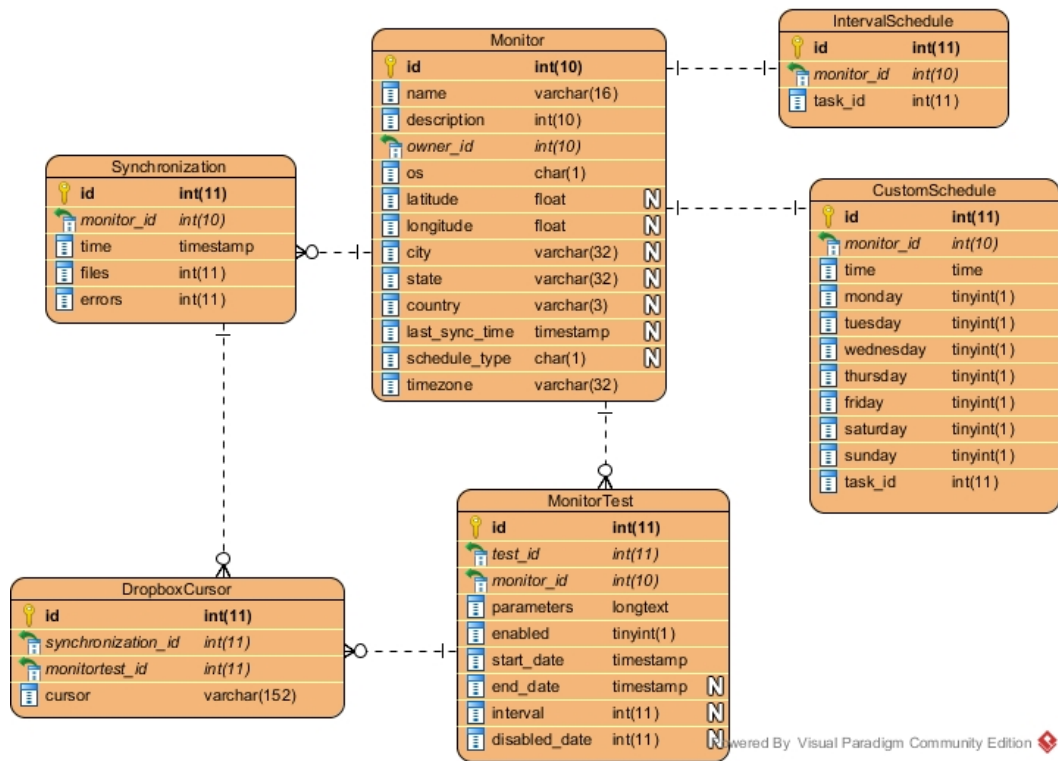 Monitor
id int(10)
name varchar(16)
description int(10)
owner_id int(10)
os char(1)
latitude float N
longitude float N
city varchar(32) N
state varchar(32) N
country varchar(3) N
last_sync_time timestamp N
schedule_type char(1) N
timezone varchar(32)
IntervalSchedule
id int(11)
monitor_id int(10)
task_id int(11)
Synchronization
id int(11)
monitor_id int(10)
time timestamp
files int(11)
errors int(11)
CustomSchedule
id int(11)
monitor_id int(10)
time time
monday tinyint(1)
tuesday tinyint(1)
wednesday tinyint(1)
thursday tinyint(1)
friday tinyint(1)
saturday tinyint(1)
sunday tinyint(1)
task_id int(11)
MonitorTest
id int(11)
test_id int(11)
monitor_id int(10)
parameters longtext
enabled tinyint(1)
start_date timestamp
end_date timestamp N
interval int(11) N
disabled_date int(11) N
DropboxCursor
id int(11)
synchronization_id int(11)
monitortest_id int(11)
cursor varchar(152)
Powered By Visual Paradigm Community Edition